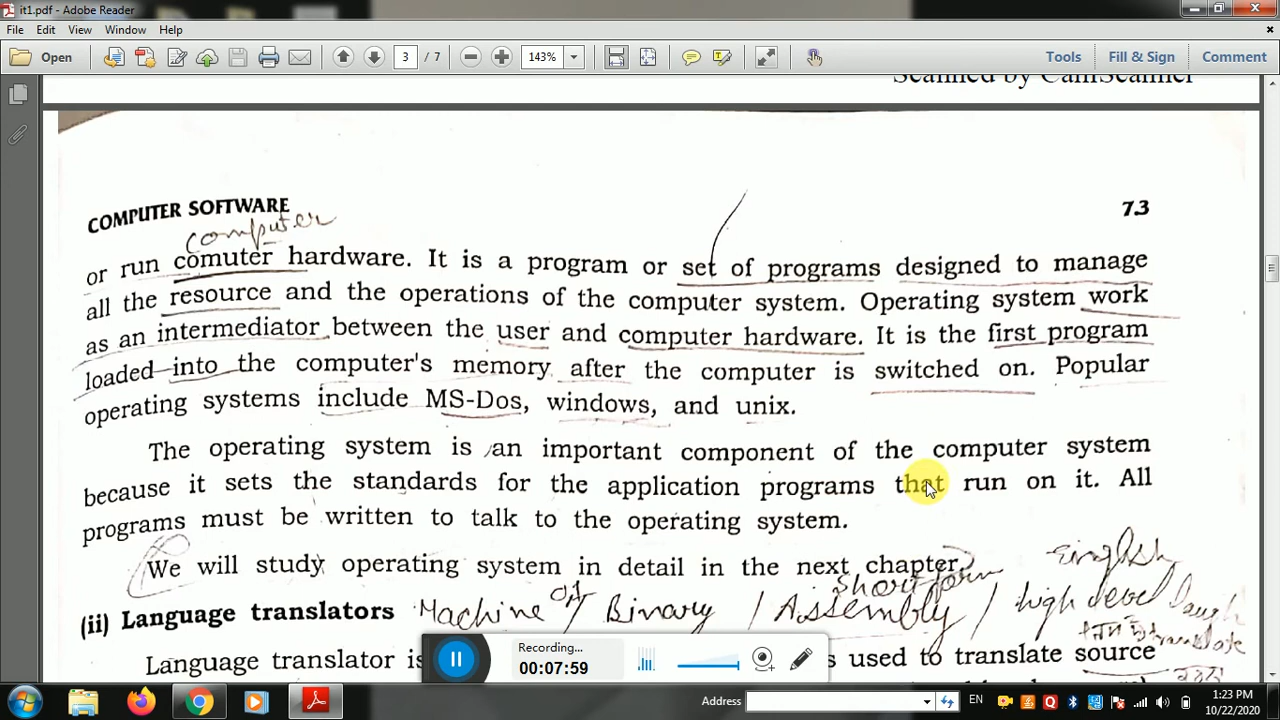 it1.pdf - Adobe Reader
File Edit View Window Help
Open 3 / 7 143% Tools Fill & Sign Comment
Scanned by CamScanner
COMPUTER SOFTWARE 7.3
computer
or run comuter hardware. It is a program or set of programs designed to manage
all the resource and the operations of the computer system. Operating system work
as an intermediator between the user and computer hardware. It is the first program
loaded into the computer's memory after the computer is switched on. Popular
operating systems include MS-Dos, windows, and unix.
The operating system is an important component of the computer system
because it sets the standards for the application programs that run on it. All
programs must be written to talk to the operating system.
We will study operating system in detail in the next chapter.
short form English
(ii) Language translators Machine / Binary / Assembly / high level
translate
Language translator is s used to translate source
Recording...
00:07:59
Address EN 1:23 PM
10/22/2020